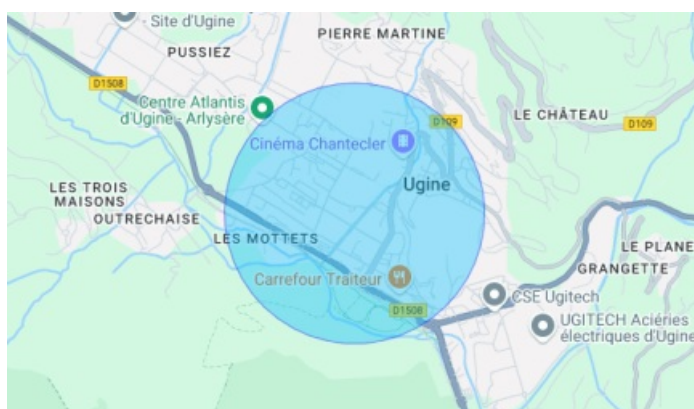 - Site d'Ugine
PIERRE MARTINE
PUSSIEZ
D1508
Centre Atlantis
d'Ugine - Arlysère
D109
LE CHÂTEAU
D109
Cinéma Chantecler
Ugine
LES TROIS
MAISONS
OUTRECHAISE
LES MOTTETS
LE PLANE
GRANGETTE
Carrefour Traiteur
CSE Ugitech
D1508
UGITECH Aciéries
électriques d'Ugine